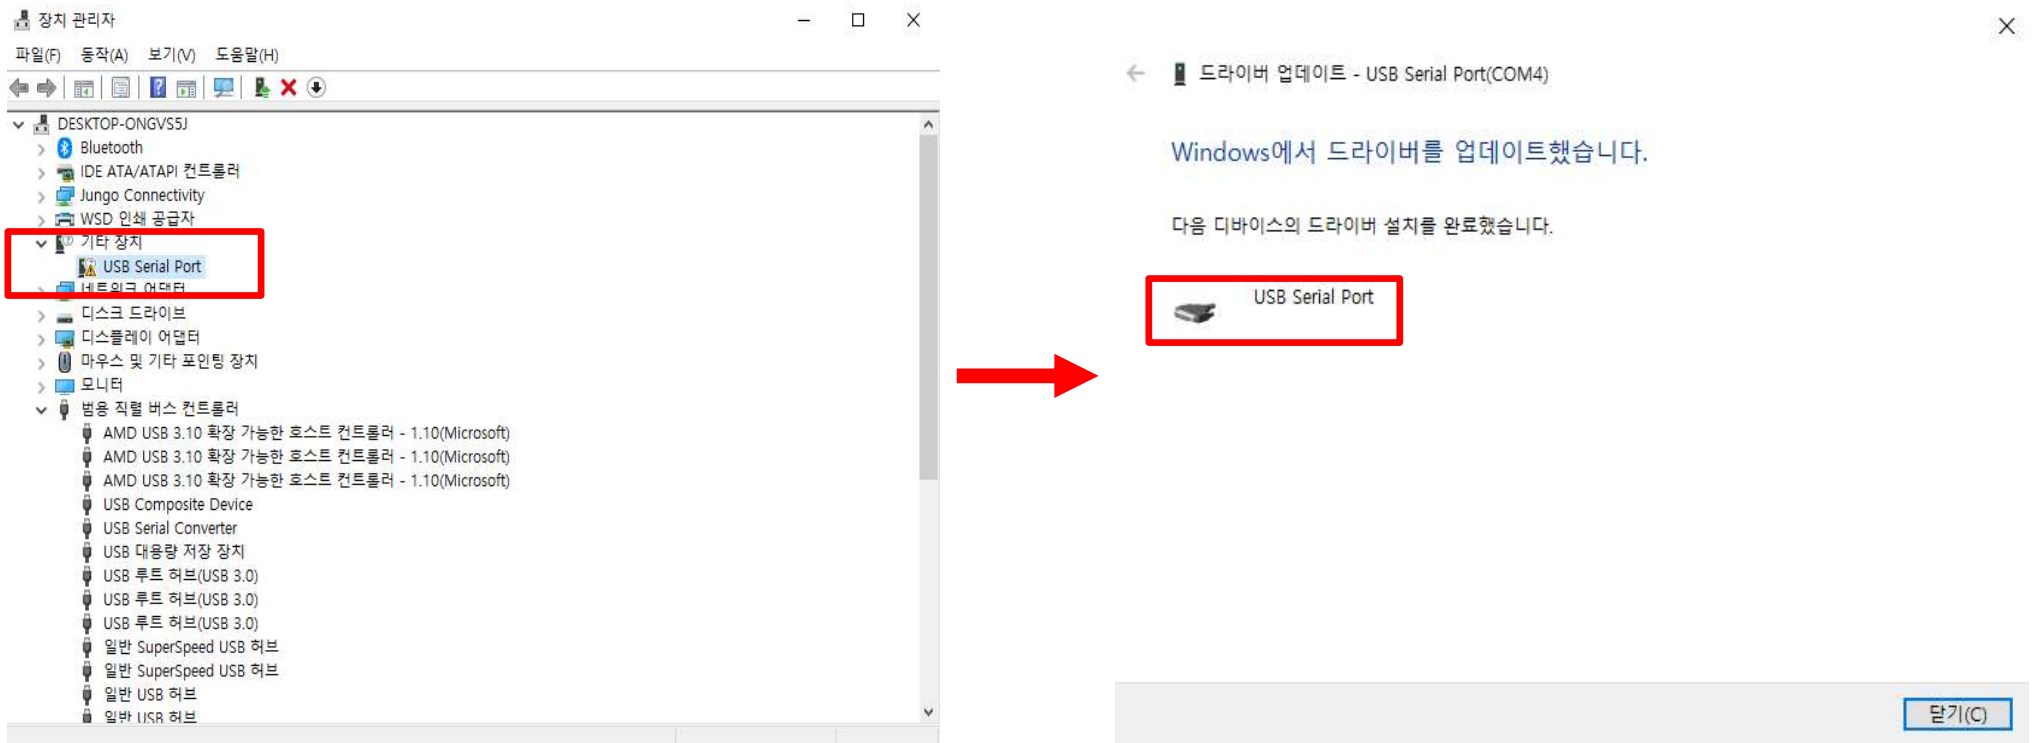 장치 관리자
파일(F) 동작(A) 보기(V) 도움말(H)
DESKTOP-ONGVS5J
Bluetooth
IDE ATA/ATAPI 컨트롤러
Jungo Connectivity
WSD 인쇄 공급자
기타 장치
USB Serial Port
네트워크 어댑터
디스크 드라이브
디스플레이 어댑터
마우스 및 기타 포인팅 장치
모니터
범용 직렬 버스 컨트롤러
AMD USB 3.10 확장 가능한 호스트 컨트롤러 - 1.10(Microsoft)
AMD USB 3.10 확장 가능한 호스트 컨트롤러 - 1.10(Microsoft)
AMD USB 3.10 확장 가능한 호스트 컨트롤러 - 1.10(Microsoft)
USB Composite Device
USB Serial Converter
USB 대용량 저장 장치
USB 루트 허브(USB 3.0)
USB 루트 허브(USB 3.0)
USB 루트 허브(USB 3.0)
일반 SuperSpeed USB 허브
일반 SuperSpeed USB 허브
일반 USB 허브
일반 USB 허브
드라이버 업데이트 - USB Serial Port(COM4)
Windows에서 드라이버를 업데이트했습니다.
다음 디바이스의 드라이버 설치를 완료했습니다.
USB Serial Port
닫기(C)